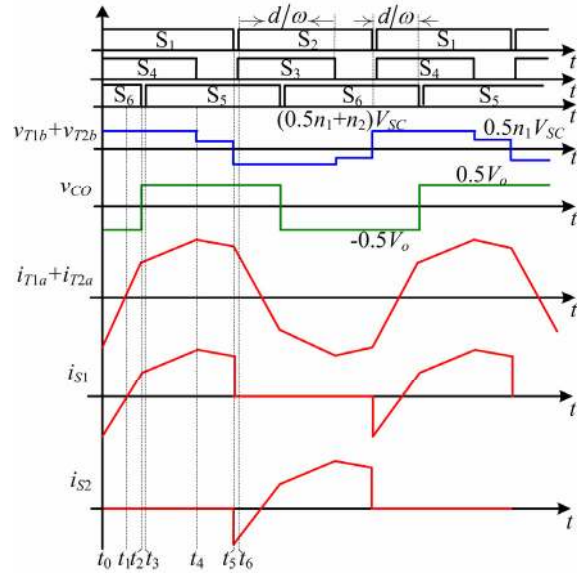 d/ω d/ω
S1 S2 S1 t
S4 S3 S4 t
S6 S5 S6 S5 t
vT1b+vT2b (0.5n1+n2)VSC 0.5n1VSC t
vCO 0.5Vo t
-0.5Vo
iT1a+iT2a t
iS1 t
iS2 t
t0 t1 t2 t3 t4 t5 t6